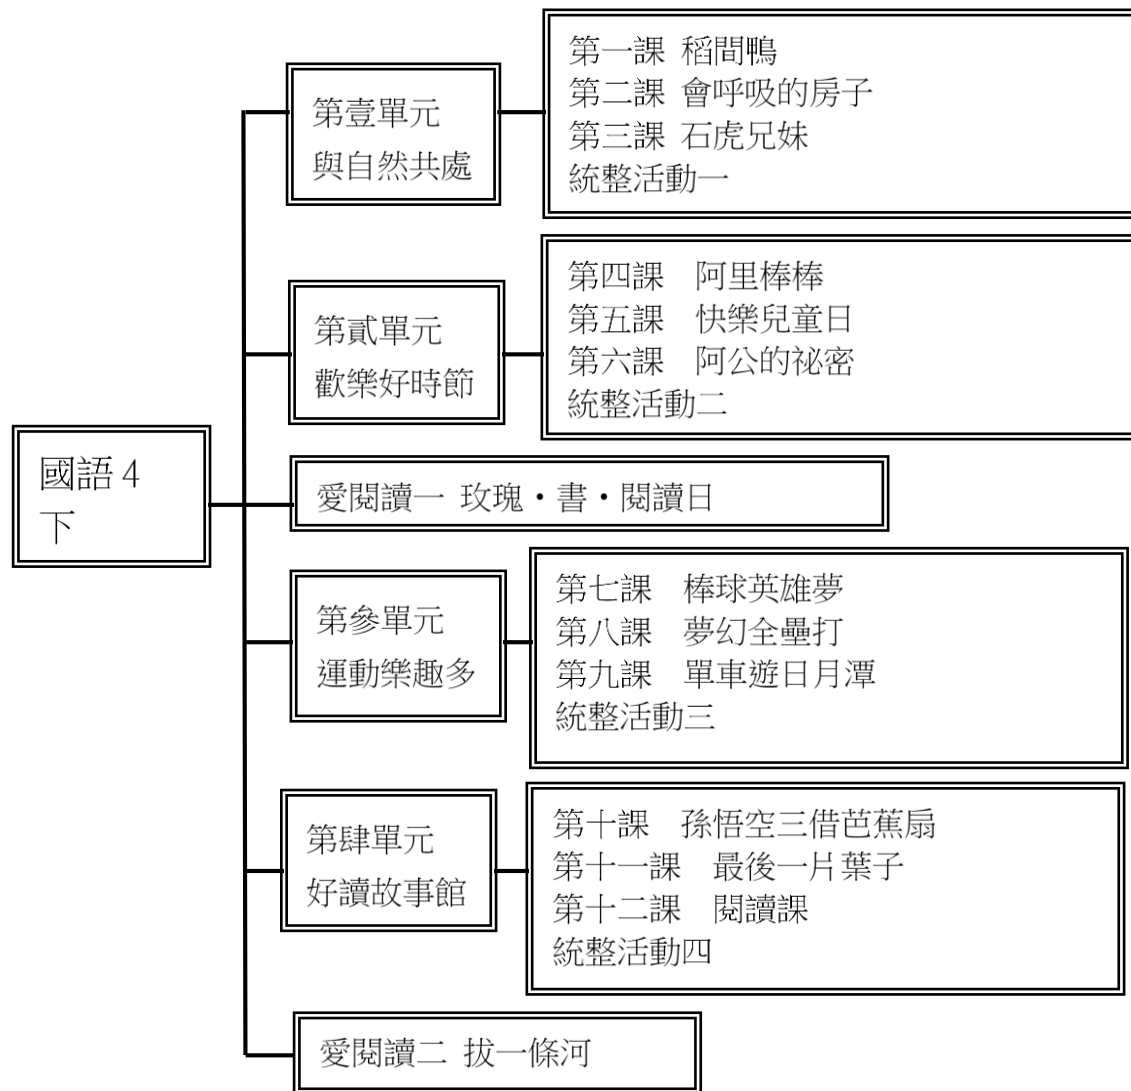 國語 4
下
第壹單元
與自然共處
第一課 稻間鴨
第二課 會呼吸的房子
第三課 石虎兄妹
統整活動一
第貳單元
歡樂好時節
第四課　阿里棒棒
第五課　快樂兒童日
第六課　阿公的祕密
統整活動二
愛閱讀一 玫瑰・書・閱讀日
第參單元
運動樂趣多
第七課　棒球英雄夢
第八課　夢幻全壘打
第九課　單車遊日月潭
統整活動三
第肆單元
好讀故事館
第十課　孫悟空三借芭蕉扇
第十一課　最後一片葉子
第十二課　閱讀課
統整活動四
愛閱讀二 拔一條河